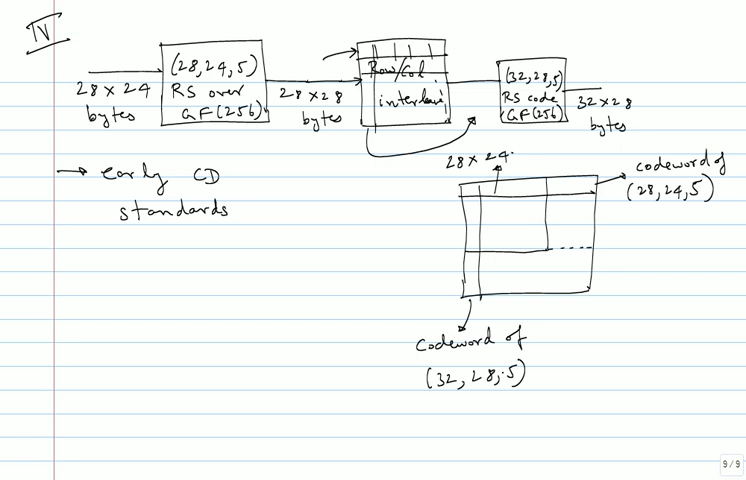 IV
28 × 24
bytes
(28, 24, 5)
RS over
GF(256)
28 × 28
bytes
Row/Col
interleave
(32, 28, 5)
RS code
GF(256)
32 × 28
bytes
→ early CD
standards
28 × 24.
codeword of
(28, 24, 5)
codeword of
(32, 28, 5)
9 / 9